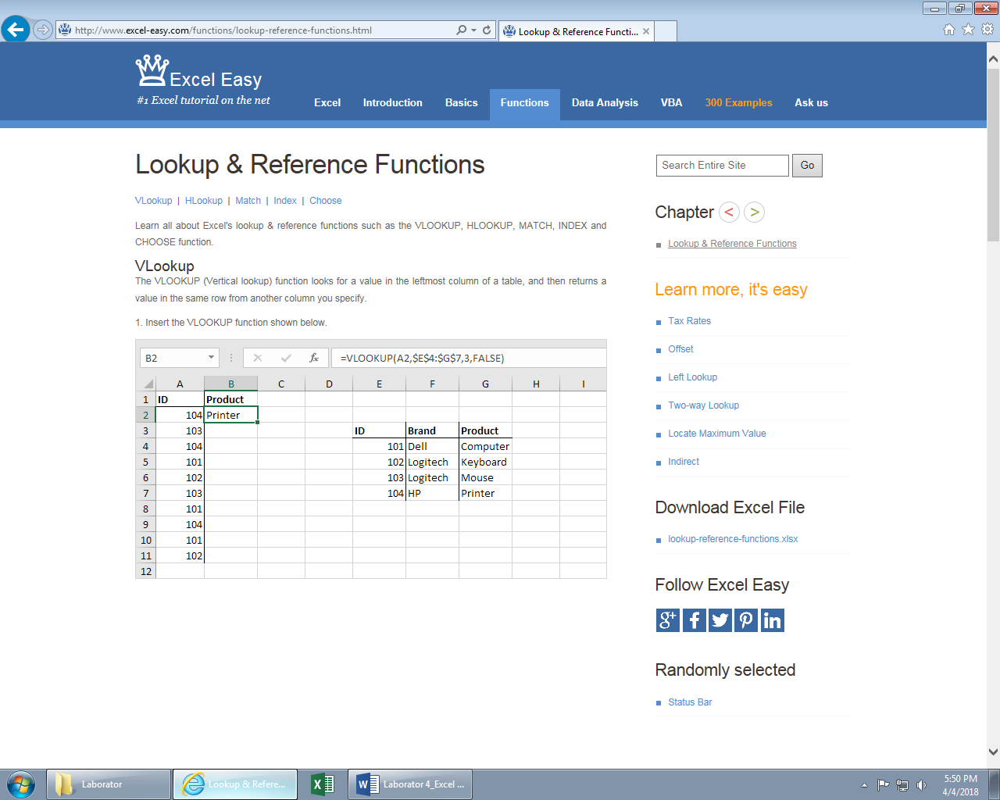 http://www.excel-easy.com/functions/lookup-reference-functions.html
Lookup & Reference Functi...
Excel Easy
#1 Excel tutorial on the net
Excel Introduction Basics Functions Data Analysis VBA 300 Examples Ask us
Lookup & Reference Functions
VLookup | HLookup | Match | Index | Choose
Learn all about Excel's lookup & reference functions such as the VLOOKUP, HLOOKUP, MATCH, INDEX and
CHOOSE function.
VLookup
The VLOOKUP (Vertical lookup) function looks for a value in the leftmost column of a table, and then returns a
value in the same row from another column you specify.
1. Insert the VLOOKUP function shown below.
B2 fx =VLOOKUP(A2,$E$4:$G$7,3,FALSE)
A B C D E F G H I
1 ID Product
2 104 Printer
3 103 ID Brand Product
4 104 101 Dell Computer
5 101 102 Logitech Keyboard
6 102 103 Logitech Mouse
7 103 104 HP Printer
8 101
9 104
10 101
11 102
12
Search Entire Site Go
Chapter < >
Lookup & Reference Functions
Learn more, it's easy
Tax Rates
Offset
Left Lookup
Two-way Lookup
Locate Maximum Value
Indirect
Download Excel File
lookup-reference-functions.xlsx
Follow Excel Easy
Randomly selected
Status Bar
Laborator
Lookup & Refere...
Laborator 4_Excel ...
5:50 PM
4/4/2018